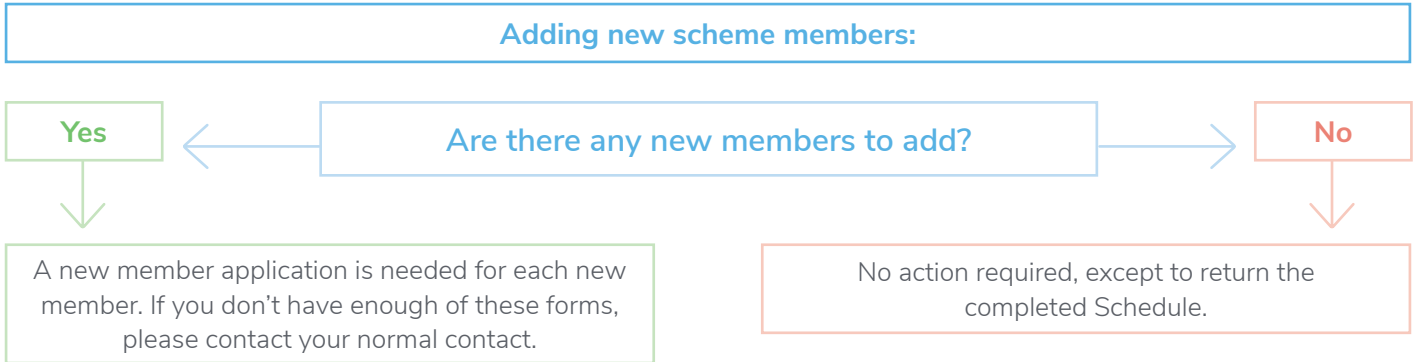 Adding new scheme members:
Yes
Are there any new members to add?
No
A new member application is needed for each new
member. If you don’t have enough of these forms,
please contact your normal contact.
No action required, except to return the
completed Schedule.